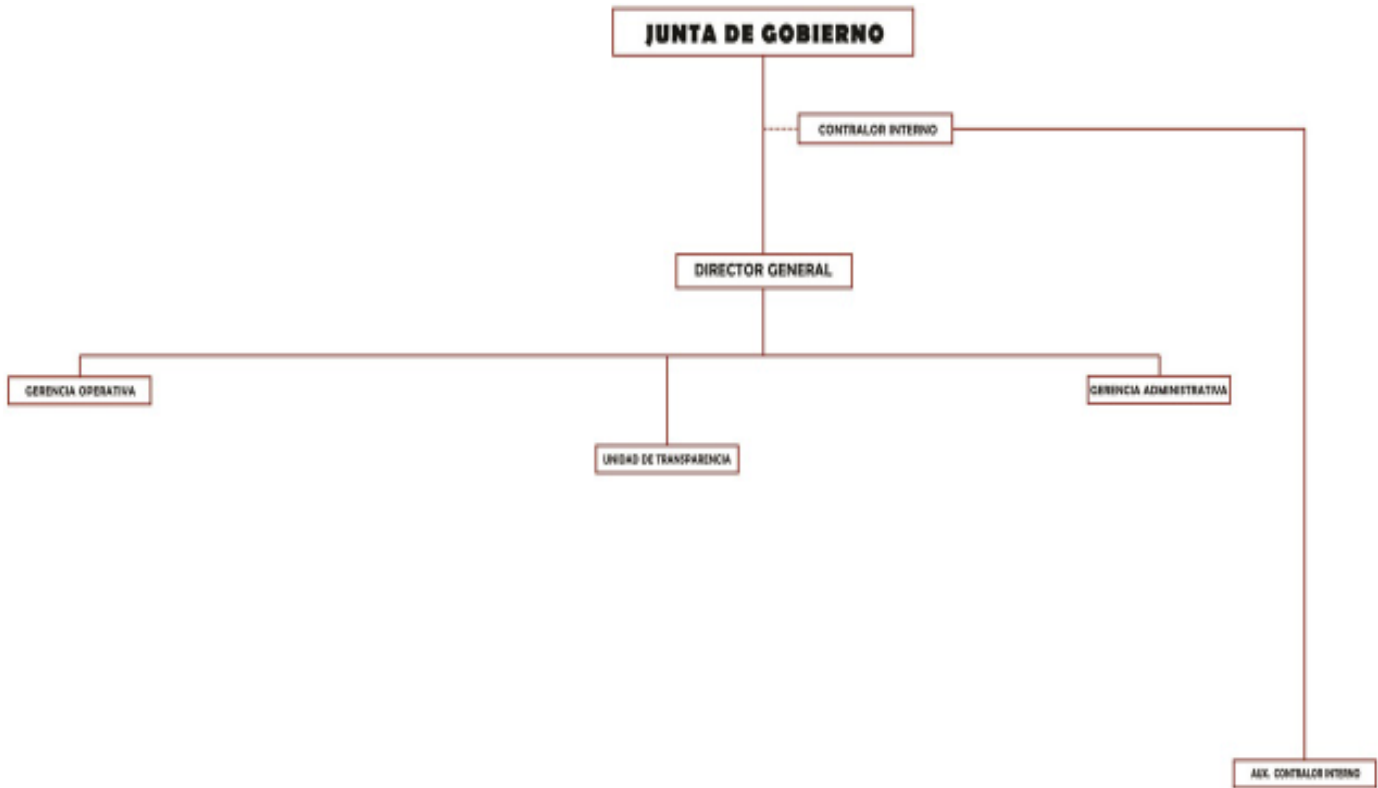 JUNTA DE GOBIERNO
CONTRALOR INTERNO
DIRECTOR GENERAL
GERENCIA OPERATIVA
GERENCIA ADMINISTRATIVA
UNIDAD DE TRANSPARENCIA
AUX. CONTRALOR INTERNO